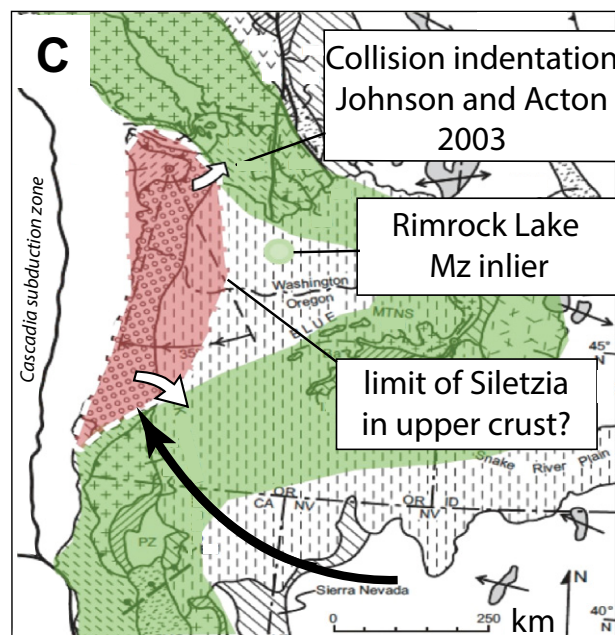 C
Collision indentation
Johnson and Acton
2003
Rimrock Lake
Mz inlier
Cascadia subduction zone
Washington
Oregon
BLUE
MTNS
35
45°
limit of Siletzia
in upper crust?
Snake River Plain
OR
CA
NV
OR
ID
NV
PZ
Sierra Nevada
N
40°
0
250
km